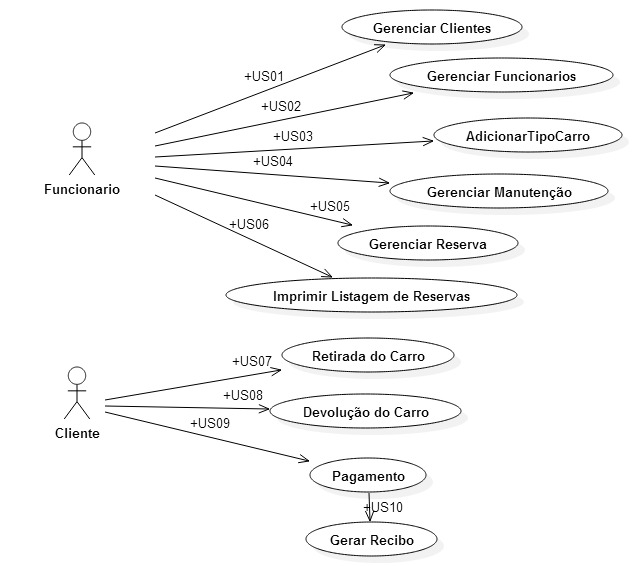 Gerenciar Clientes
+US01
Gerenciar Funcionarios
+US02
AdicionarTipoCarro
+US03
+US04
Funcionario
Gerenciar Manutenção
+US05
+US06
Gerenciar Reserva
Imprimir Listagem de Reservas
+US07
Retirada do Carro
+US08
Devolução do Carro
+US09
Cliente
Pagamento
+US10
Gerar Recibo